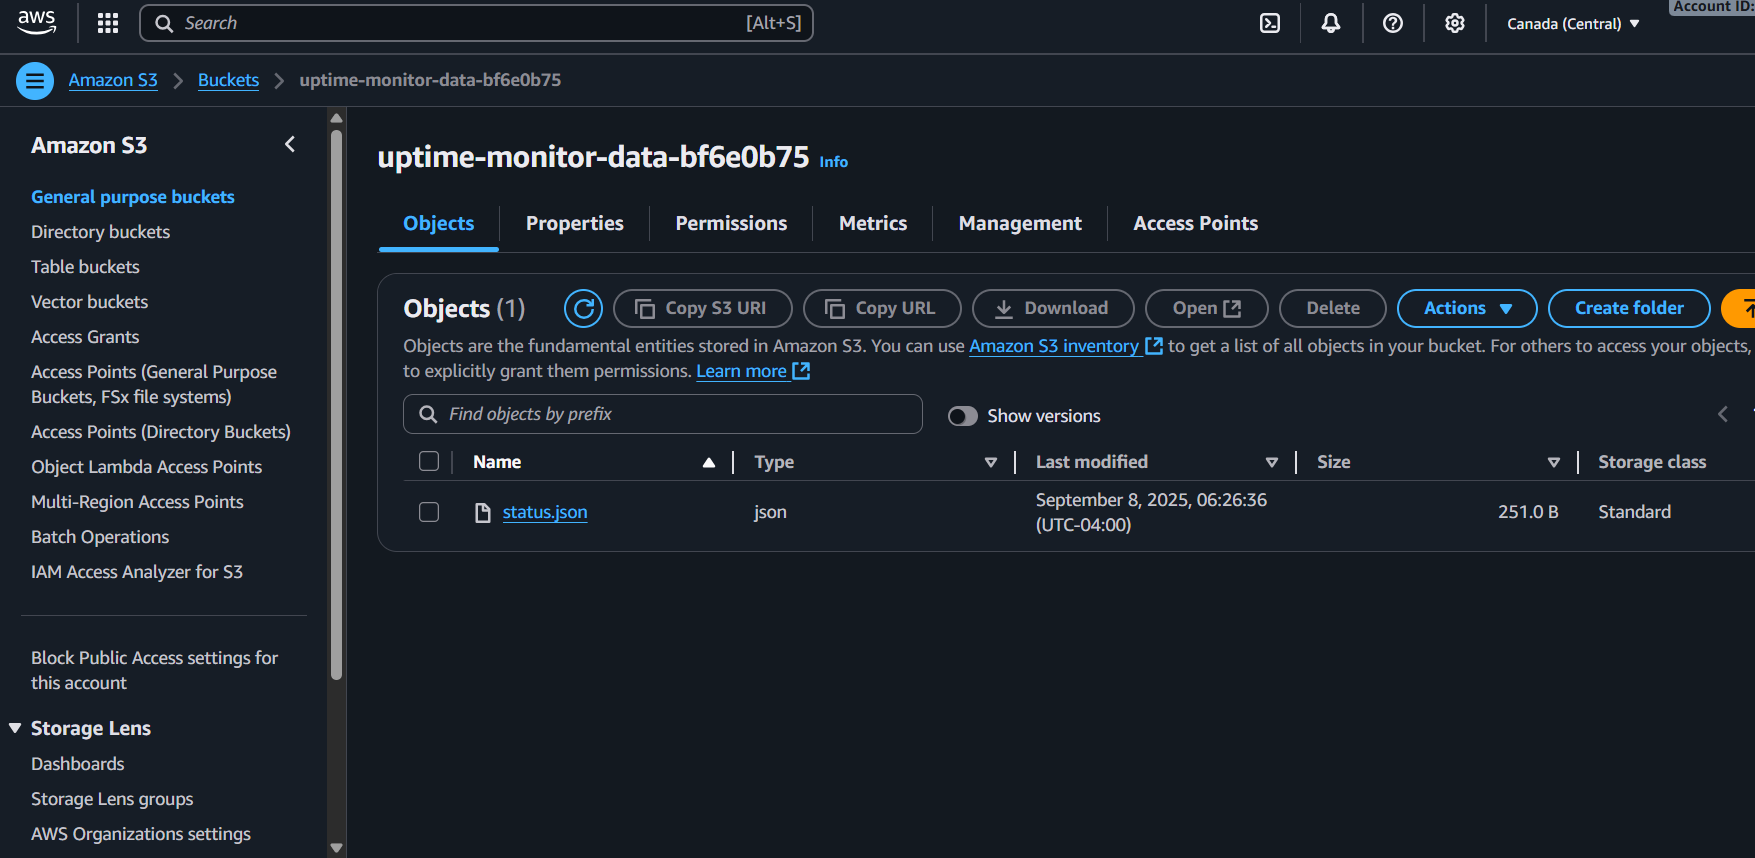 aws
Search
[Alt+S]
Account ID:
Canada (Central)
Amazon S3
Buckets
uptime-monitor-data-bf6e0b75
Amazon S3
General purpose buckets
Directory buckets
Table buckets
Vector buckets
Access Grants
Access Points (General Purpose
Buckets, FSx file systems)
Access Points (Directory Buckets)
Object Lambda Access Points
Multi-Region Access Points
Batch Operations
IAM Access Analyzer for S3
Block Public Access settings for
this account
Storage Lens
Dashboards
Storage Lens groups
AWS Organizations settings
uptime-monitor-data-bf6e0b75 Info
Objects
Properties
Permissions
Metrics
Management
Access Points
Objects (1)
Copy S3 URI
Copy URL
Download
Open
Delete
Actions
Create folder
Objects are the fundamental entities stored in Amazon S3. You can use Amazon S3 inventory to get a list of all objects in your bucket. For others to access your objects,
to explicitly grant them permissions. Learn more
Find objects by prefix
Show versions
Name
Type
Last modified
Size
Storage class
status.json
json
September 8, 2025, 06:26:36
(UTC-04:00)
251.0 B
Standard